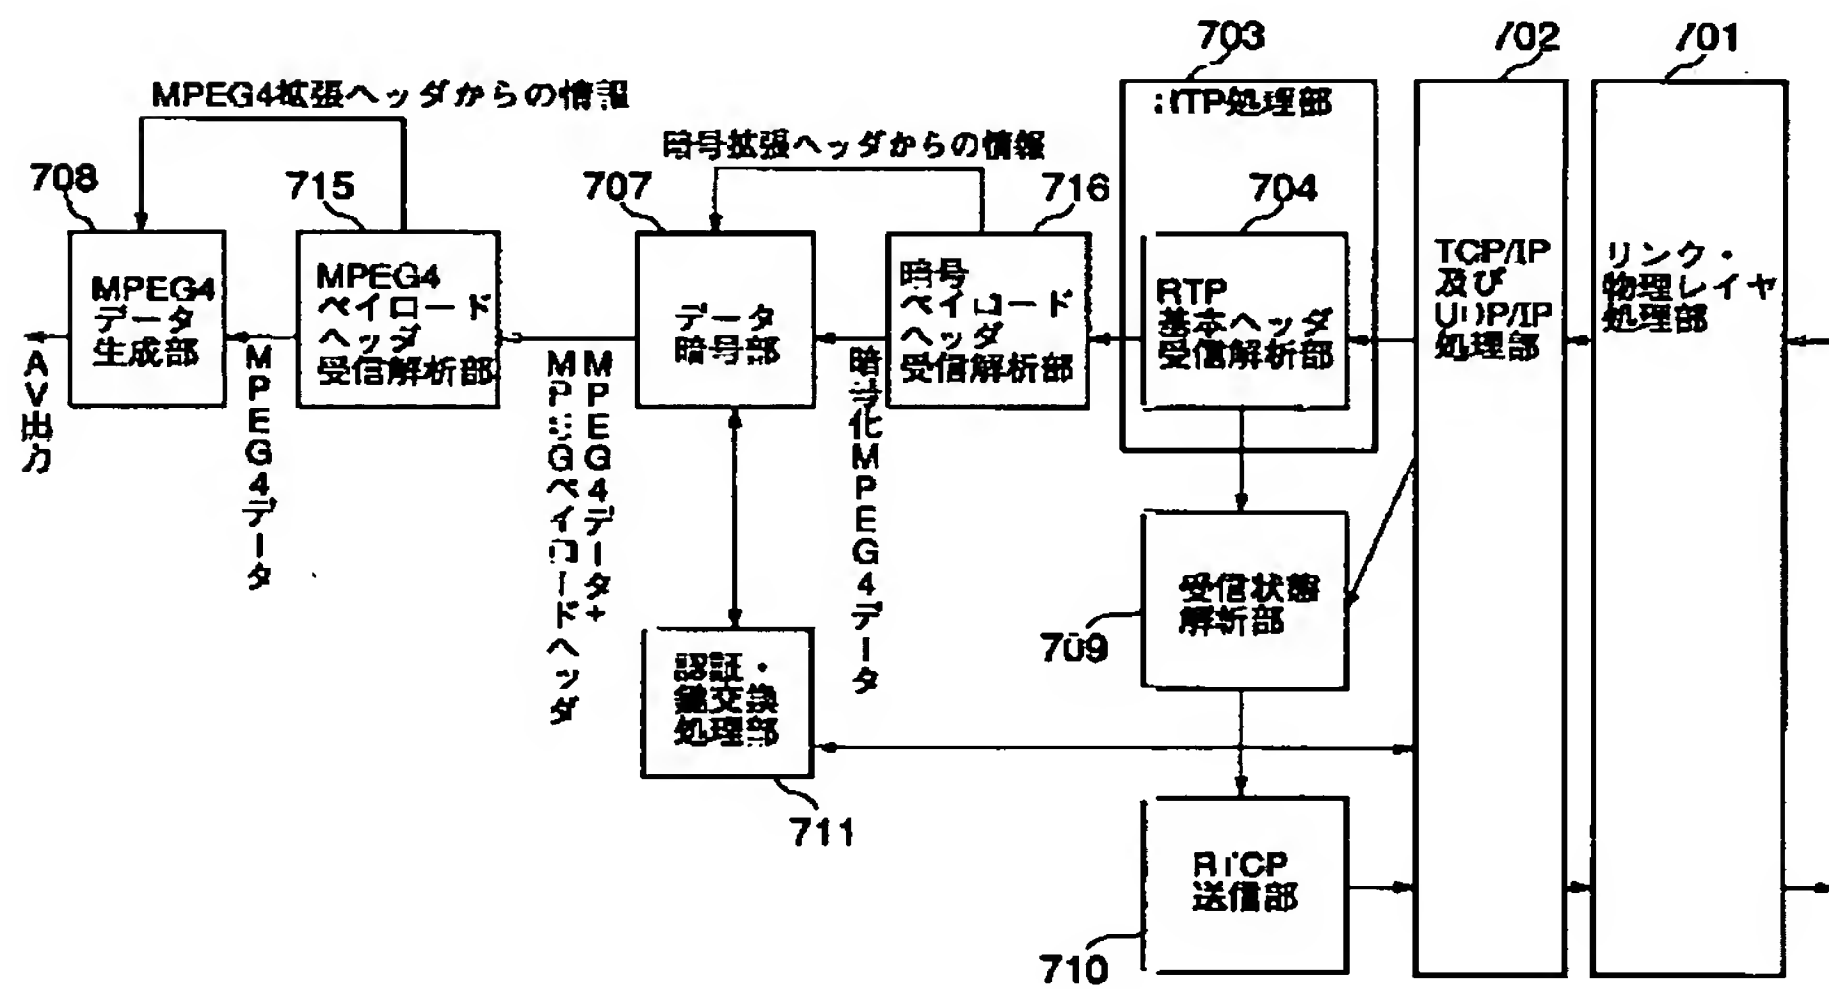 703
702
701
MPEG4拡張ヘッダからの情報
RTP処理部
暗号拡張ヘッダからの情報
708
715
707
716
704
MPEG4
データ
生成部
MPEG4
ペイロード
ヘッダ
受信解析部
データ
暗号部
暗号
ペイロード
ヘッダ
受信解析部
RTP
基本ヘッダ
受信解析部
TCP/IP
及び
UDP/IP
処理部
リンク・
物理レイヤ
処理部
AV出力
MPEG4データ
MPEG4データ+
MPEGペイロードヘッダ
暗号化MPEG4データ
受信状態
解析部
709
認証・
鍵交換
処理部
711
RTCP
送信部
710